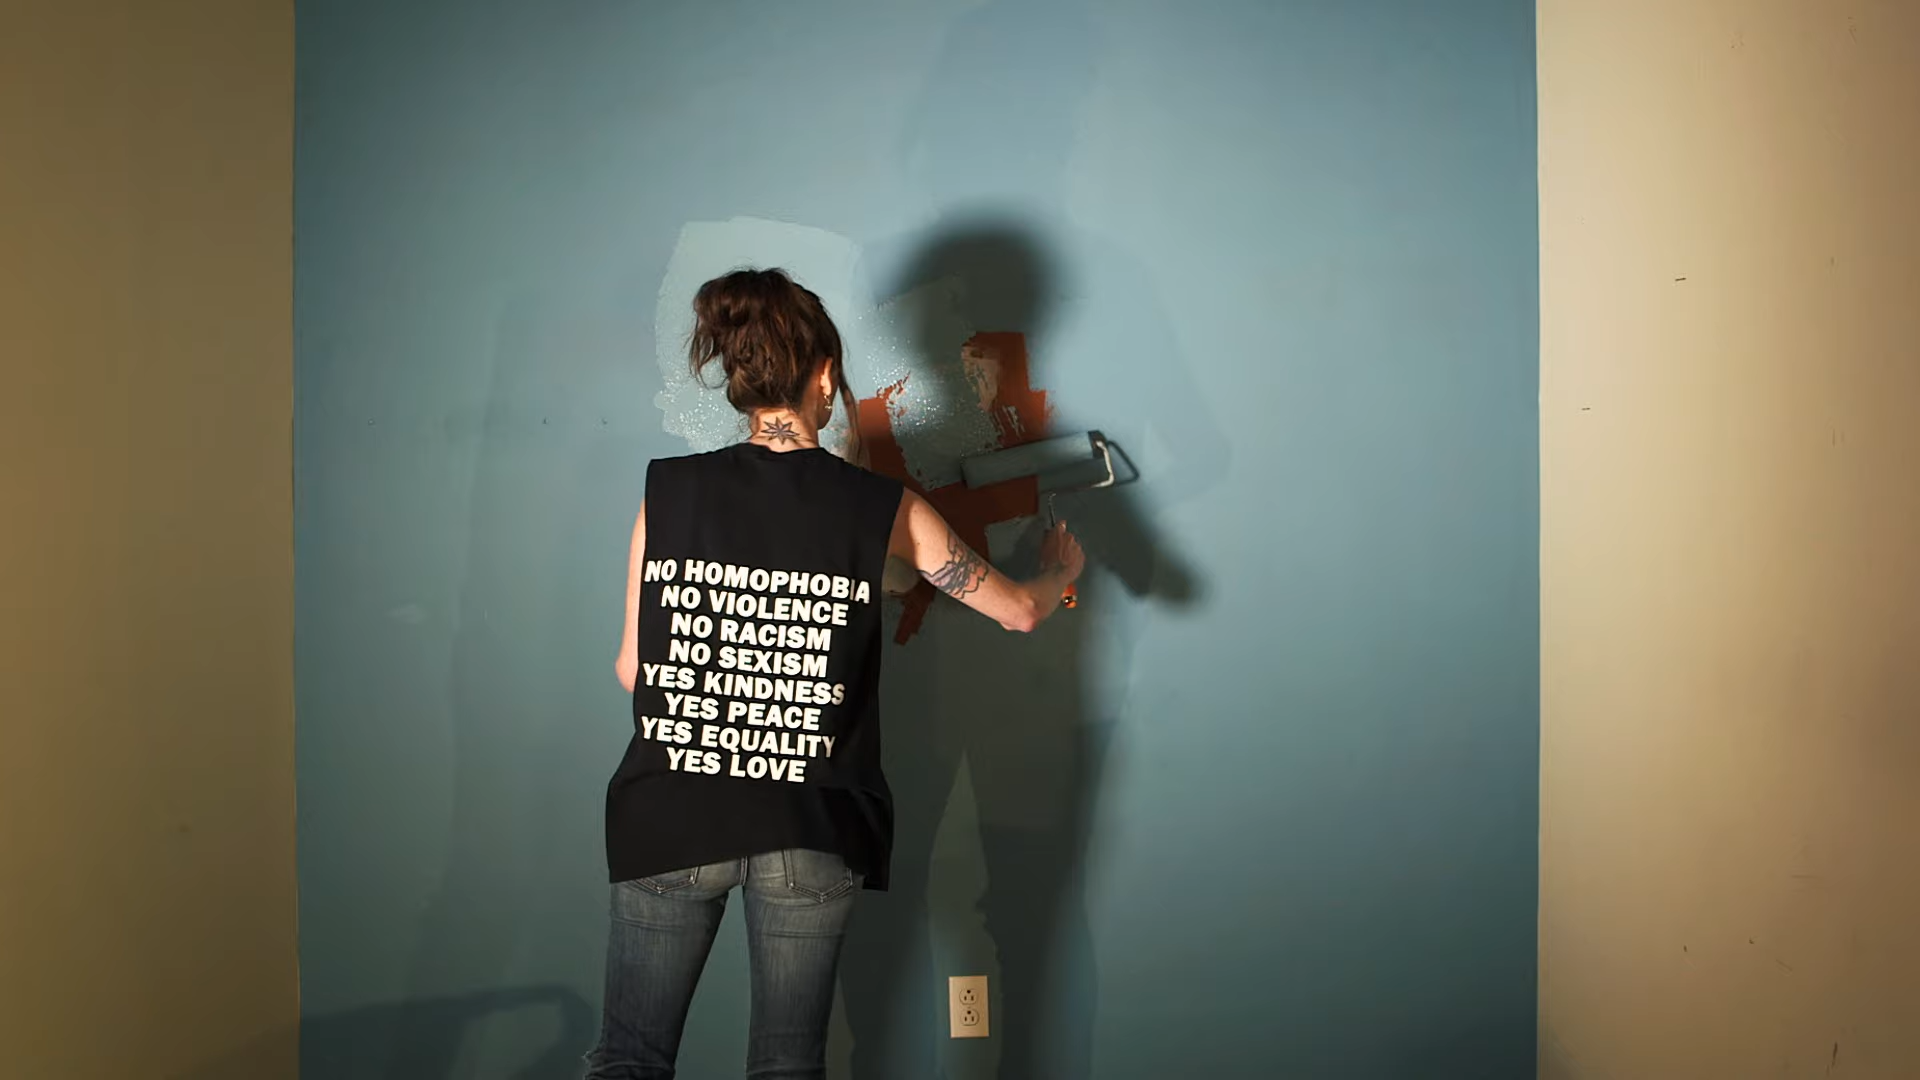 NO HOMOPHOBIA
NO VIOLENCE
NO RACISM
NO SEXISM
YES KINDNESS
YES PEACE
YES EQUALITY
YES LOVE